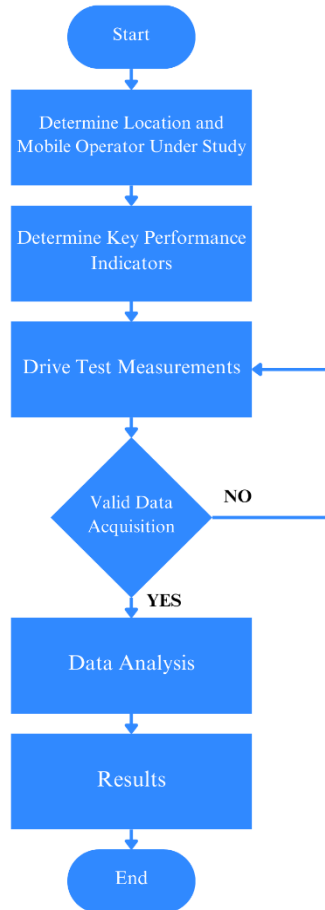 Start
Determine Location and
Mobile Operator Under Study
Determine Key Performance
Indicators
Drive Test Measurements
Valid Data
Acquisition
NO
YES
Data Analysis
Results
End